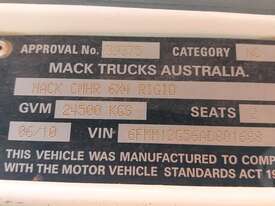 APPROVAL No. CATEGORY
MACK TRUCKS AUSTRALIA.
MACK CMHR 6X4 RIGID
GVM 24500 KGS SEATS 2
06/10 VIN
THIS VEHICLE WAS MANUFACTURED TO COMP
WITH THE MOTOR VEHICLE STANDARDS ACT 19